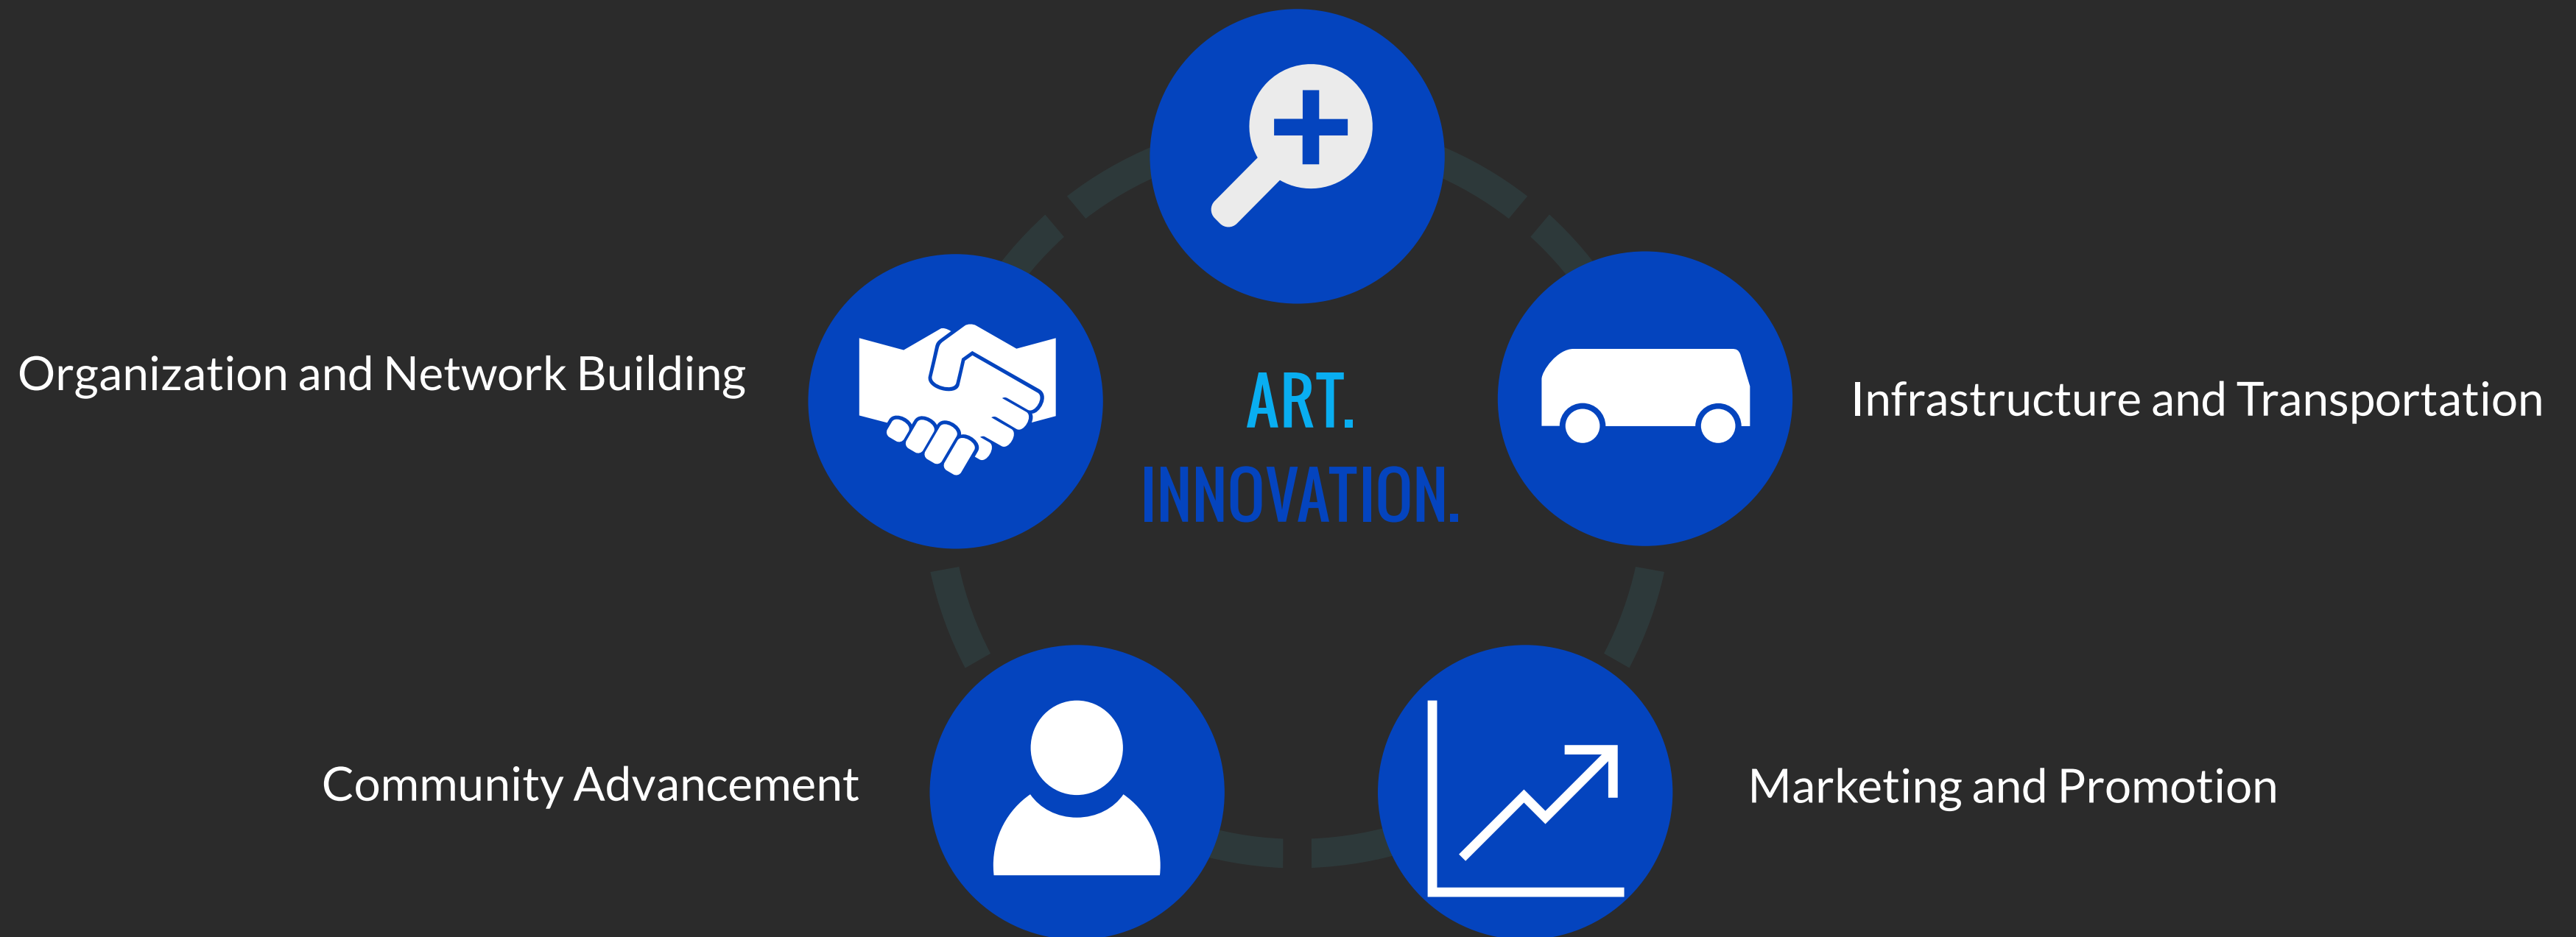 Organization and Network Building
ART.
INNOVATION.
Infrastructure and Transportation
Community Advancement
Marketing and Promotion